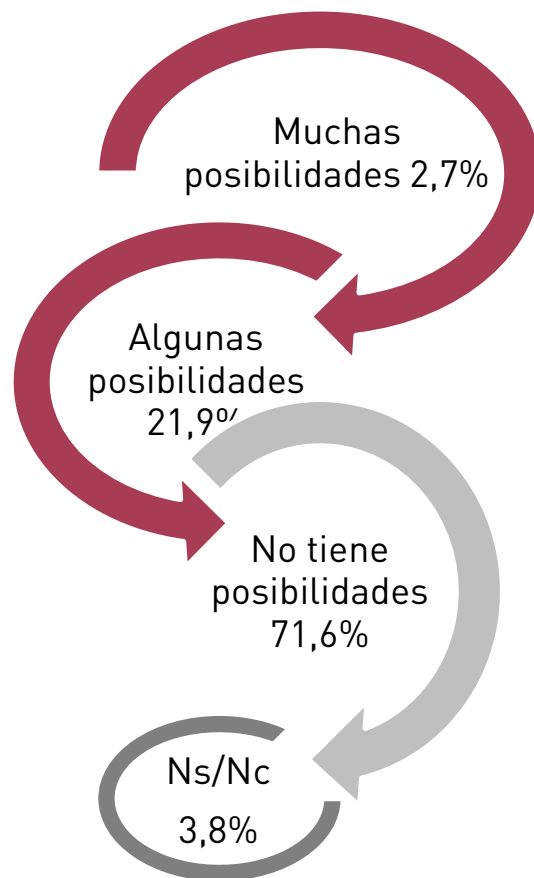 Muchas
posibilidades 2,7%
Algunas
posibilidades
21,9%
No tiene
posibilidades
71,6%
Ns/Nc
3,8%